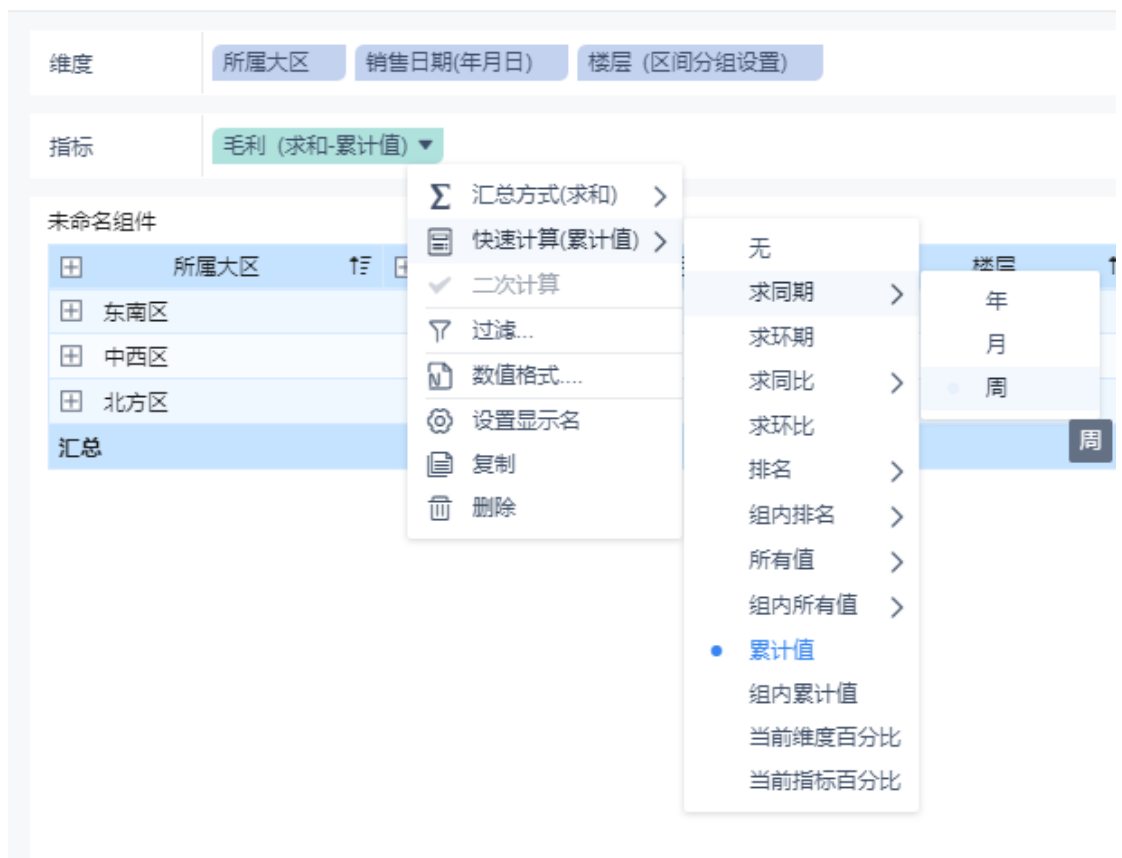 维度 所属大区 销售日期(年月日) 楼层 (区间分组设置)
指标 毛利 (求和-累计值)
未命名组件
所属大区 楼层
东南区
中西区
北方区
汇总
汇总方式(求和)
快速计算(累计值)
二次计算
过滤...
数值格式....
设置显示名
复制
删除
无
求同期
求环期
求同比
求环比
排名
组内排名
所有值
组内所有值
累计值
组内累计值
当前维度百分比
当前指标百分比
年
月
周
周